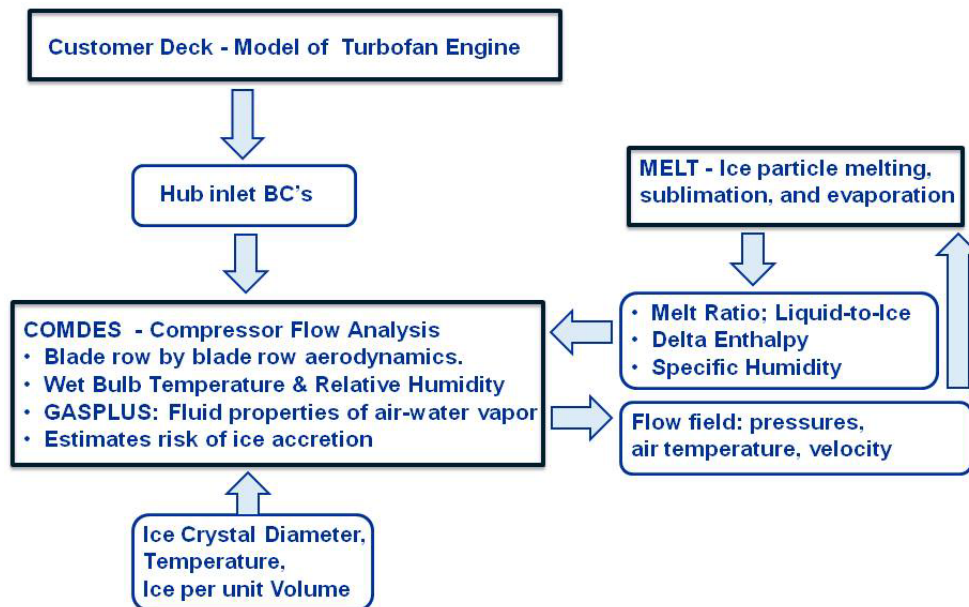 Customer Deck - Model of Turbofan Engine
Hub inlet BC's
MELT - Ice particle melting,
sublimation, and evaporation
COMDES - Compressor Flow Analysis
• Blade row by blade row aerodynamics.
• Wet Bulb Temperature & Relative Humidity
• GASPLUS: Fluid properties of air-water vapor
• Estimates risk of ice accretion
• Melt Ratio; Liquid-to-Ice
• Delta Enthalpy
• Specific Humidity
Flow field: pressures,
air temperature, velocity
Ice Crystal Diameter,
Temperature,
Ice per unit Volume